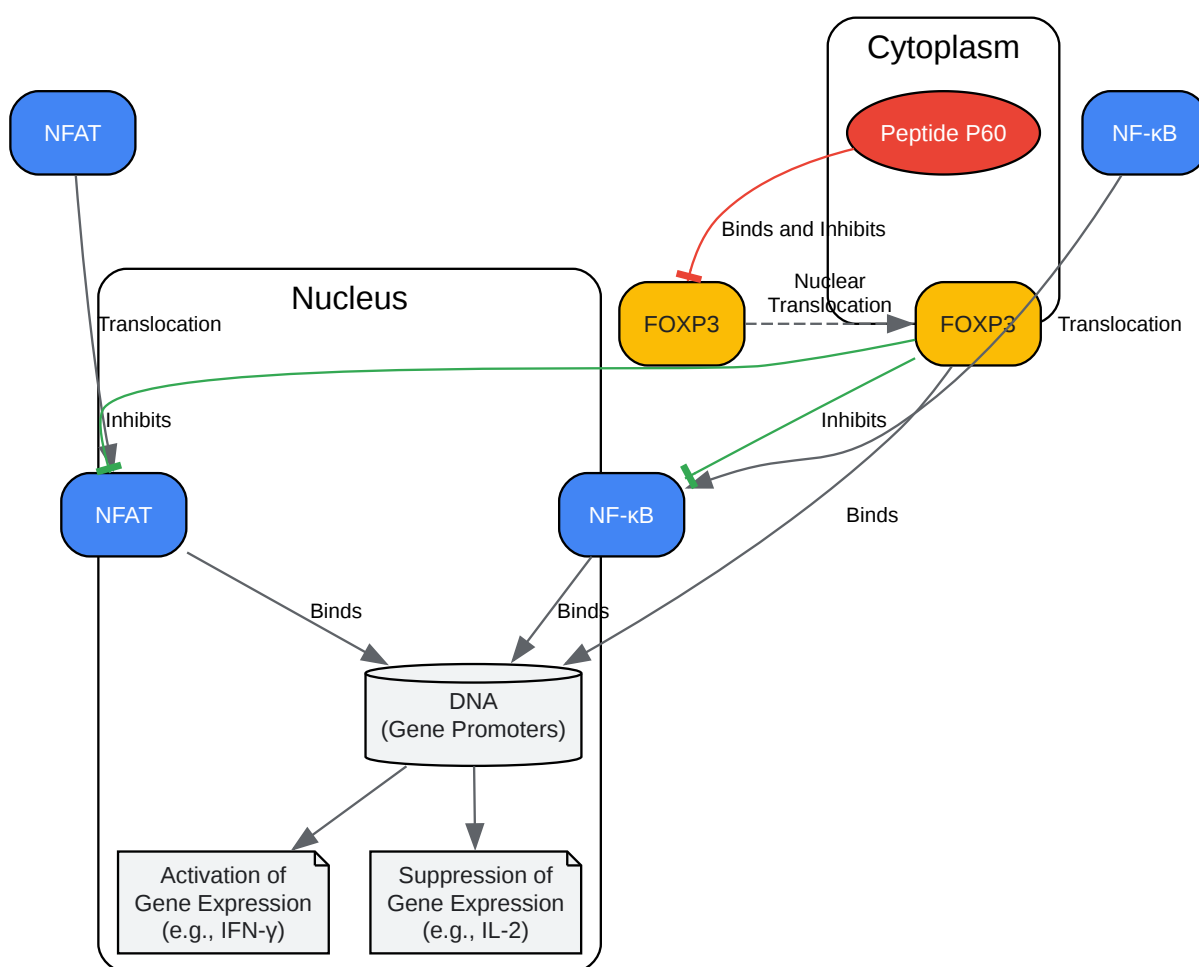 Cytoplasm
NFAT
Peptide P60
NF-κB
Binds and Inhibits
Nuclear
Translocation
Nucleus
Translocation
FOXP3
FOXP3
Translocation
Inhibits
Inhibits
NFAT
NF-κB
Binds
Binds
Binds
DNA
(Gene Promoters)
Activation of
Gene Expression
(e.g., IFN-γ)
Suppression of
Gene Expression
(e.g., IL-2)